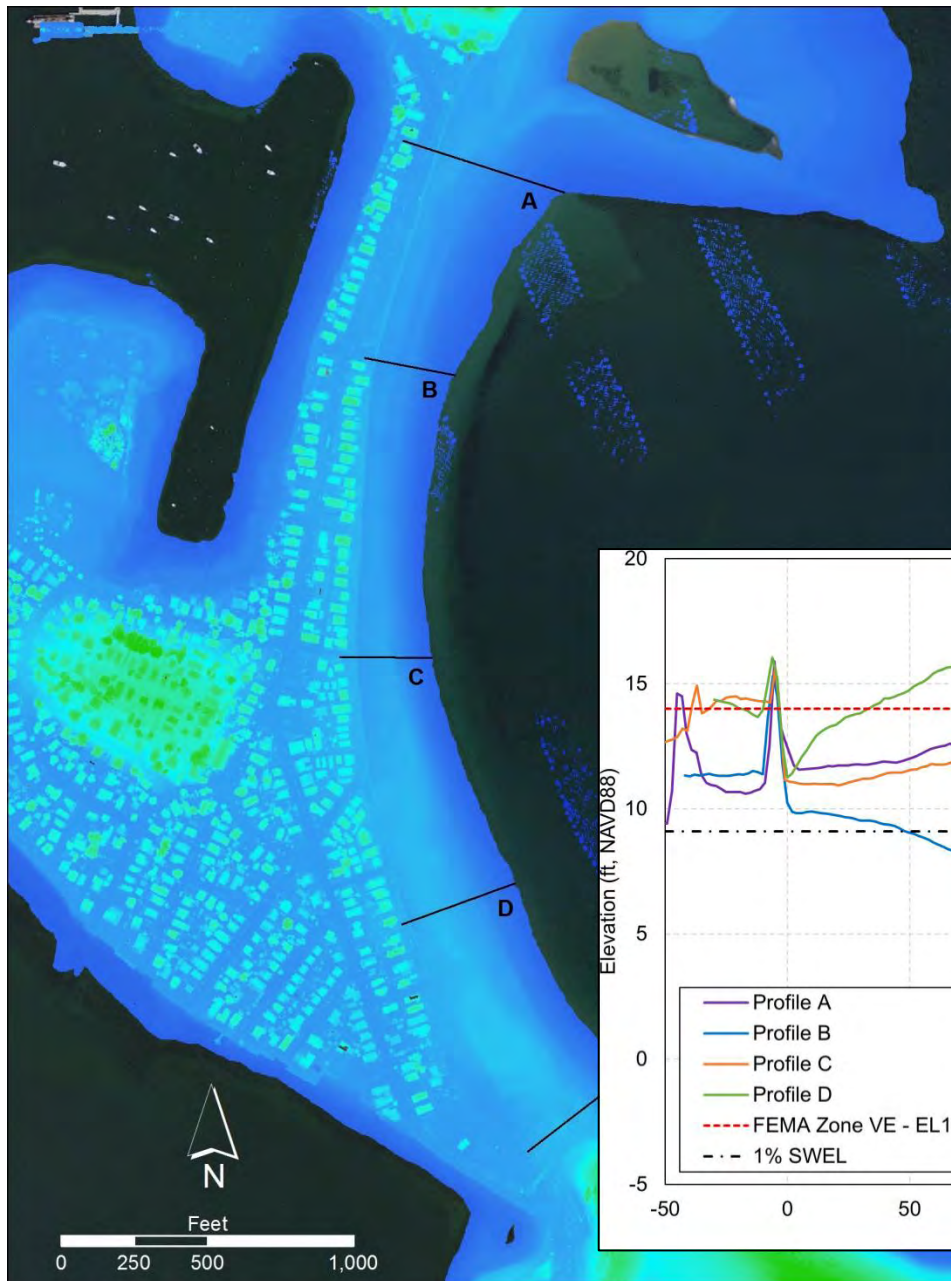 A
B
C
D
N
Feet
0 250 500 1,000
20
15
10
5
0
-5
-50 0 50
Elevation (ft, NAVD88)
Profile A
Profile B
Profile C
Profile D
FEMA Zone VE - EL1
1% SWEL